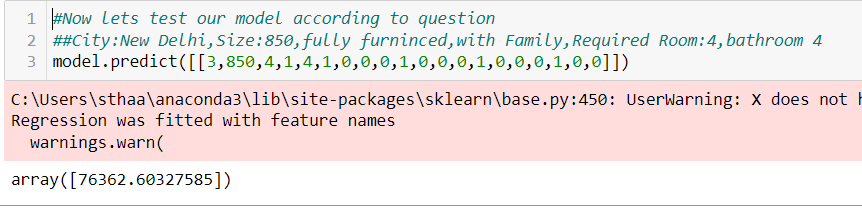 1 #Now lets test our model according to question
2 ##City:New Delhi,Size:850,fully furninced,with Family,Required Room:4,bathroom 4
3 model.predict([[3,850,4,1,4,1,0,0,0,1,0,0,0,1,0,0,0,1,0,0]])
C:\Users\sthaa\anaconda3\lib\site-packages\sklearn\base.py:450: UserWarning: X does not h
Regression was fitted with feature names
warnings.warn(
array([76362.60327585])